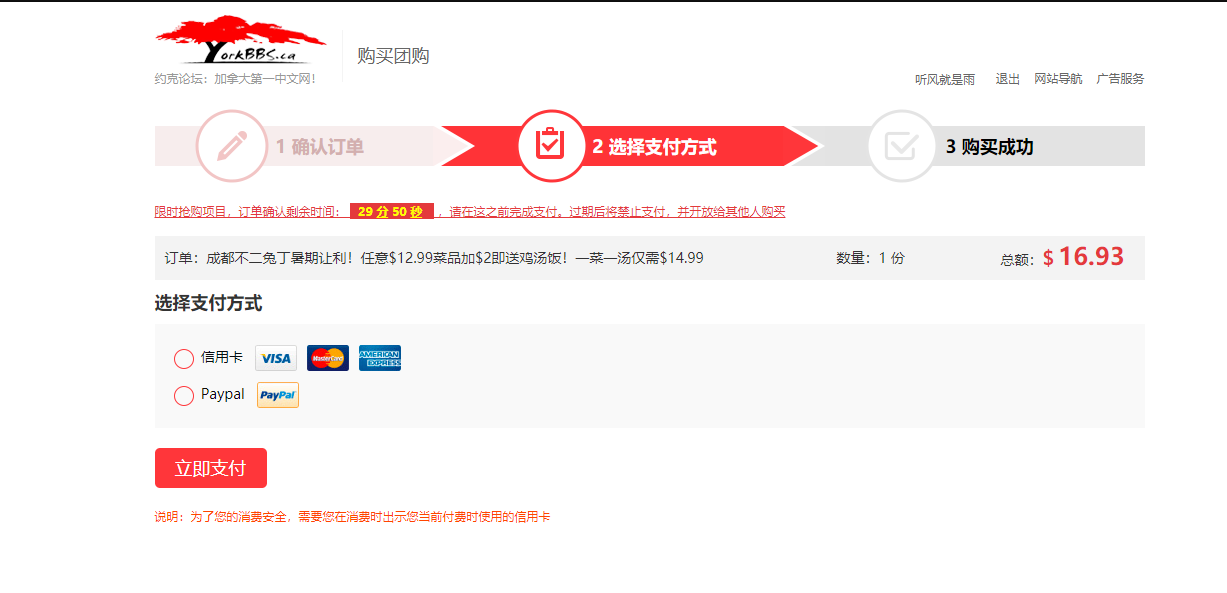 YorkBBS.ca
购买团购
约克论坛：加拿大第一中文网！
听风就是雨 退出 网站导航 广告服务
1 确认订单 2 选择支付方式 3 购买成功
限时抢购项目，订单确认剩余时间： 29 分 50 秒 ，请在这之前完成支付。过期后将禁止支付，并开放给其他人购买
订单：成都不二兔丁暑期让利！任意$12.99菜品加$2即送鸡汤饭！一菜一汤仅需$14.99 数量：1 份 总额：$ 16.93
选择支付方式
信用卡 VISA MasterCard AMERICAN EXPRESS
Paypal PayPal
立即支付
说明：为了您的消费安全，需要您在消费时出示您当前付费时使用的信用卡